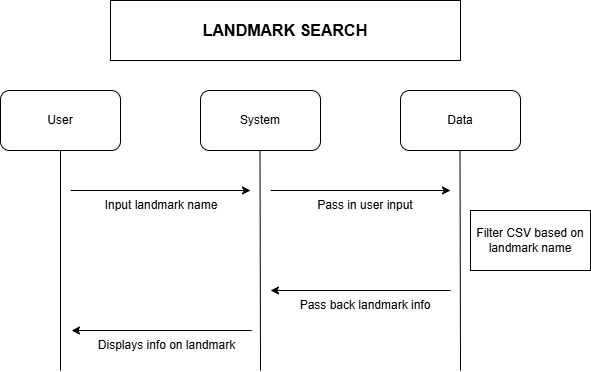 LANDMARK SEARCH
User
System
Data
Input landmark name
Pass in user input
Filter CSV based on
landmark name
Pass back landmark info
Displays info on landmark